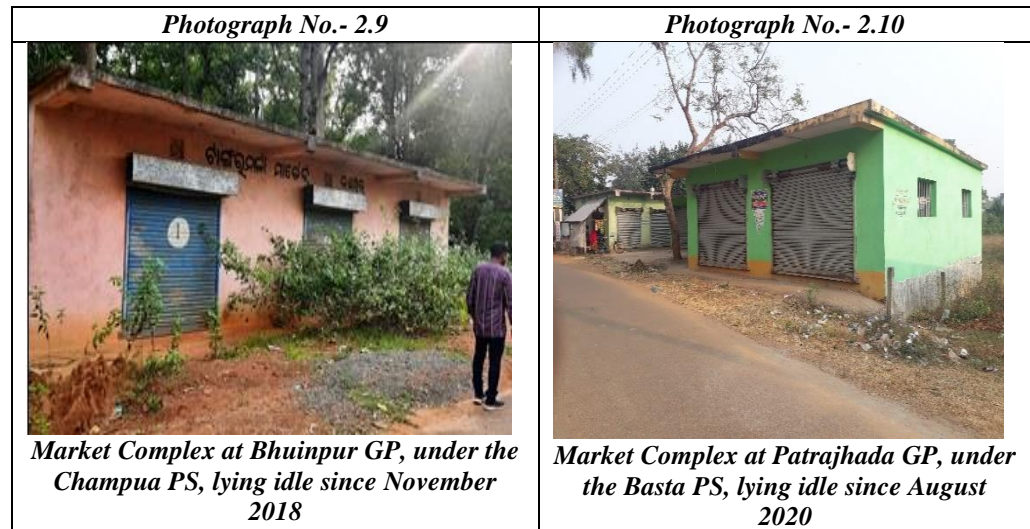 Photograph No.- 2.9
Photograph No.- 2.10
ମାର୍କେଟ
Market Complex at Bhuinpur GP, under the
Champua PS, lying idle since November
2018
Market Complex at Patrajhada GP, under
the Basta PS, lying idle since August
2020